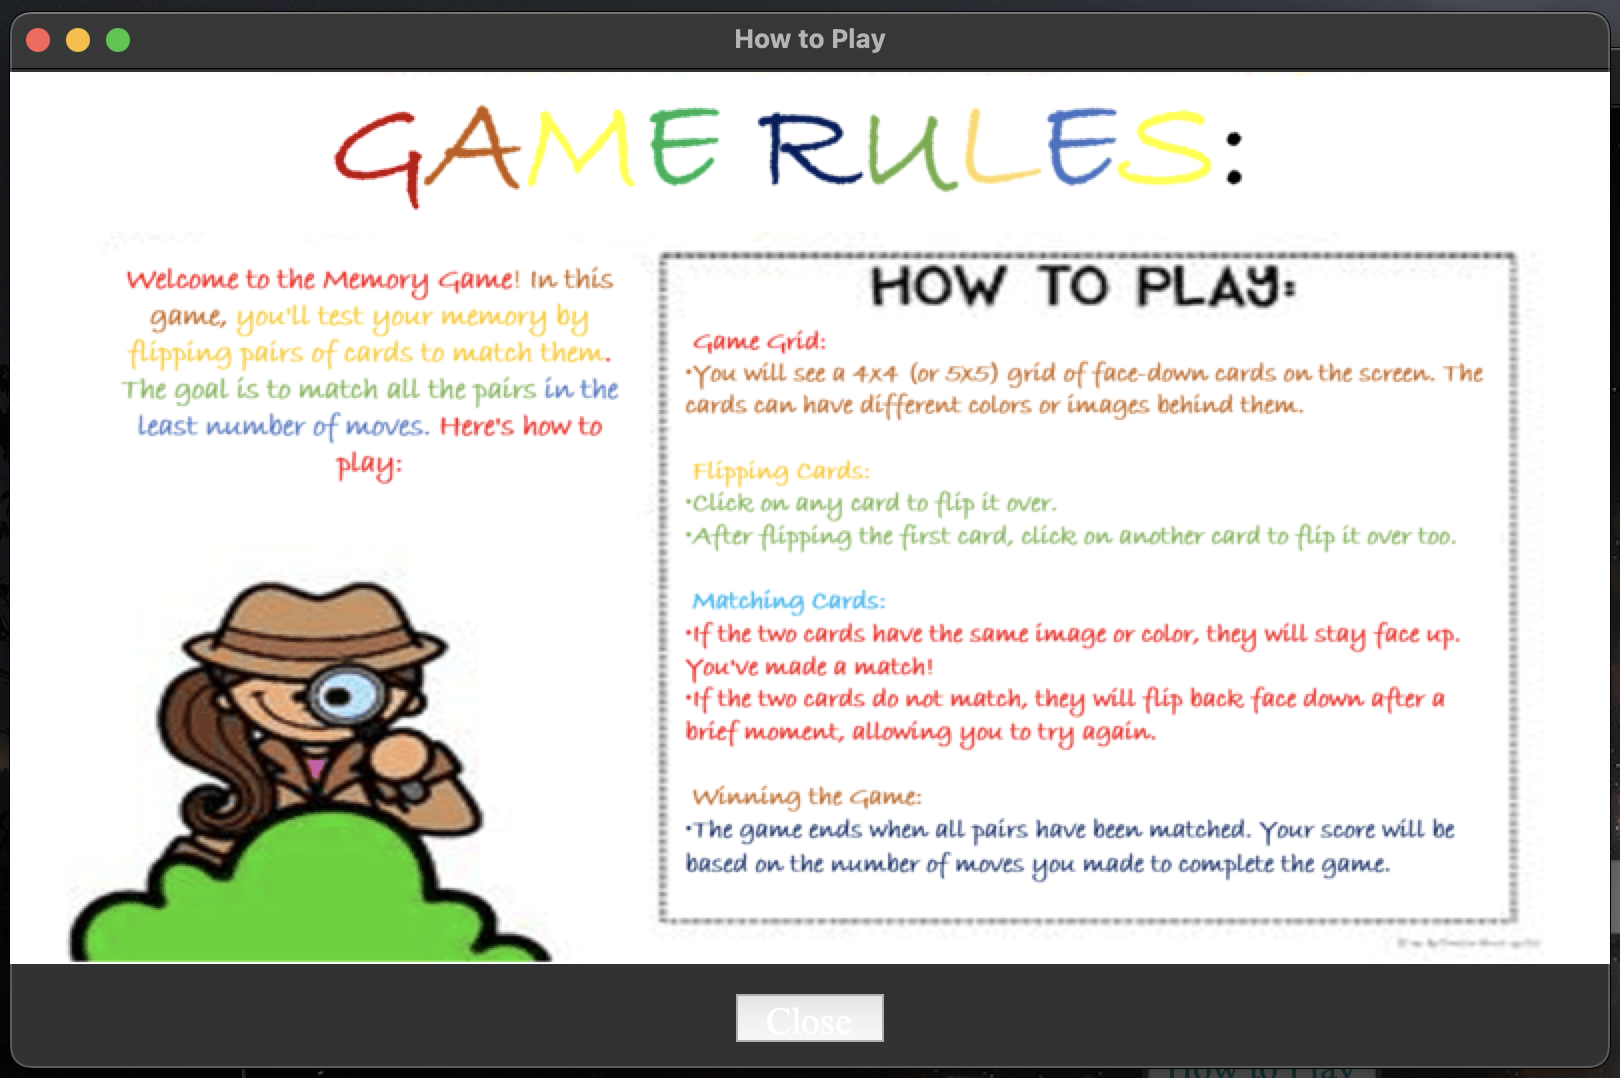 How to Play
GAME RULES:
Welcome to the Memory Game! In this
game, you'll test your memory by
flipping pairs of cards to match them.
The goal is to match all the pairs in the
least number of moves. Here's how to
play:
HOW TO PLAY:
Game Grid:
•You will see a 4x4 (or 5x5) grid of face-down cards on the screen. The
cards can have different colors or images behind them.
Flipping Cards:
•Click on any card to flip it over.
•After flipping the first card, click on another card to flip it over too.
Matching Cards:
•If the two cards have the same image or color, they will stay face up.
You've made a match!
•If the two cards do not match, they will flip back face down after a
brief moment, allowing you to try again.
Winning the Game:
•The game ends when all pairs have been matched. Your score will be
based on the number of moves you made to complete the game.
Close
How to Play